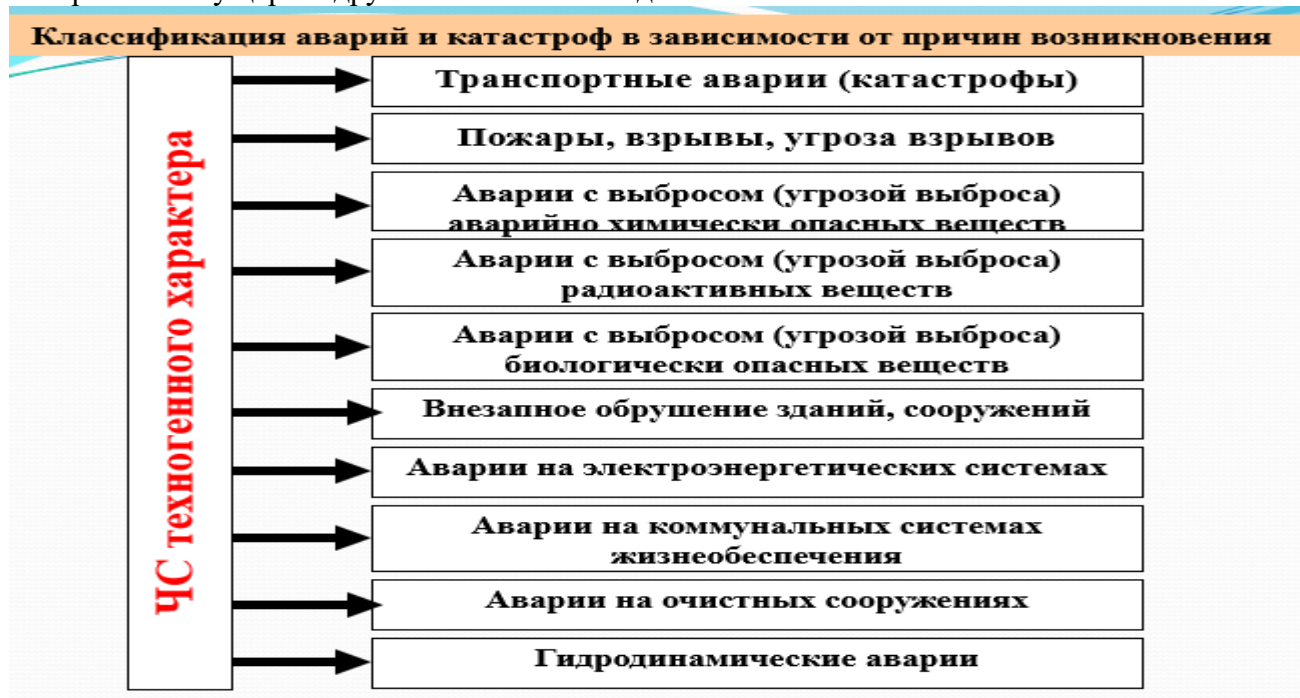 Классификация аварий и катастроф в зависимости от причин возникновения
ЧС техногенного характера
Транспортные аварии (катастрофы)
Пожары, взрывы, угроза взрывов
Аварии с выбросом (угрозой выброса)
аварийно химически опасных веществ
Аварии с выбросом (угрозой выброса)
радиоактивных веществ
Аварии с выбросом (угрозой выброса)
биологически опасных веществ
Внезапное обрушение зданий, сооружений
Аварии на электроэнергетических системах
Аварии на коммунальных системах
жизнеобеспечения
Аварии на очистных сооружениях
Гидродинамические аварии